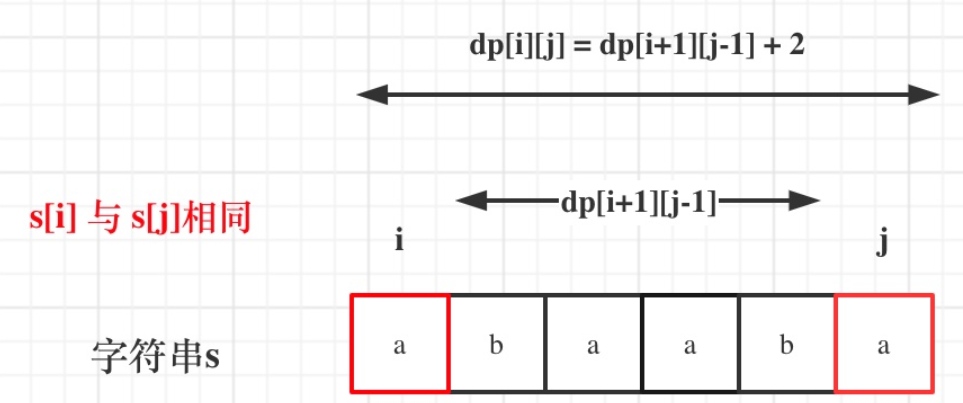 dp[i][j] = dp[i+1][j-1] + 2
dp[i+1][j-1]
s[i] 与 s[j]相同
i
j
字符串s
a b a a b a